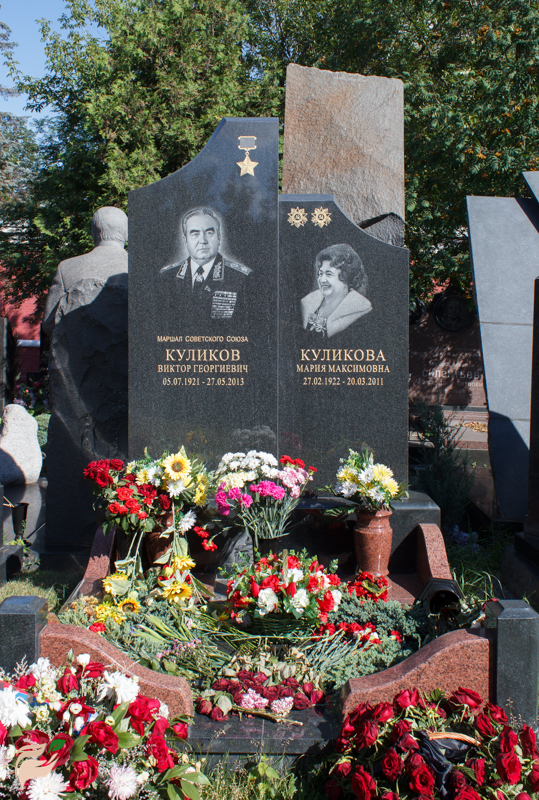 МАРШАЛ СОВЕТСКОГО СОЮЗА
КУЛИКОВ
ВИКТОР ГЕОРГИЕВИЧ
05.07.1921 - 27.05.2013
КУЛИКОВА
МАРИЯ МАКСИМОВНА
27.02.1922 - 20.03.2011